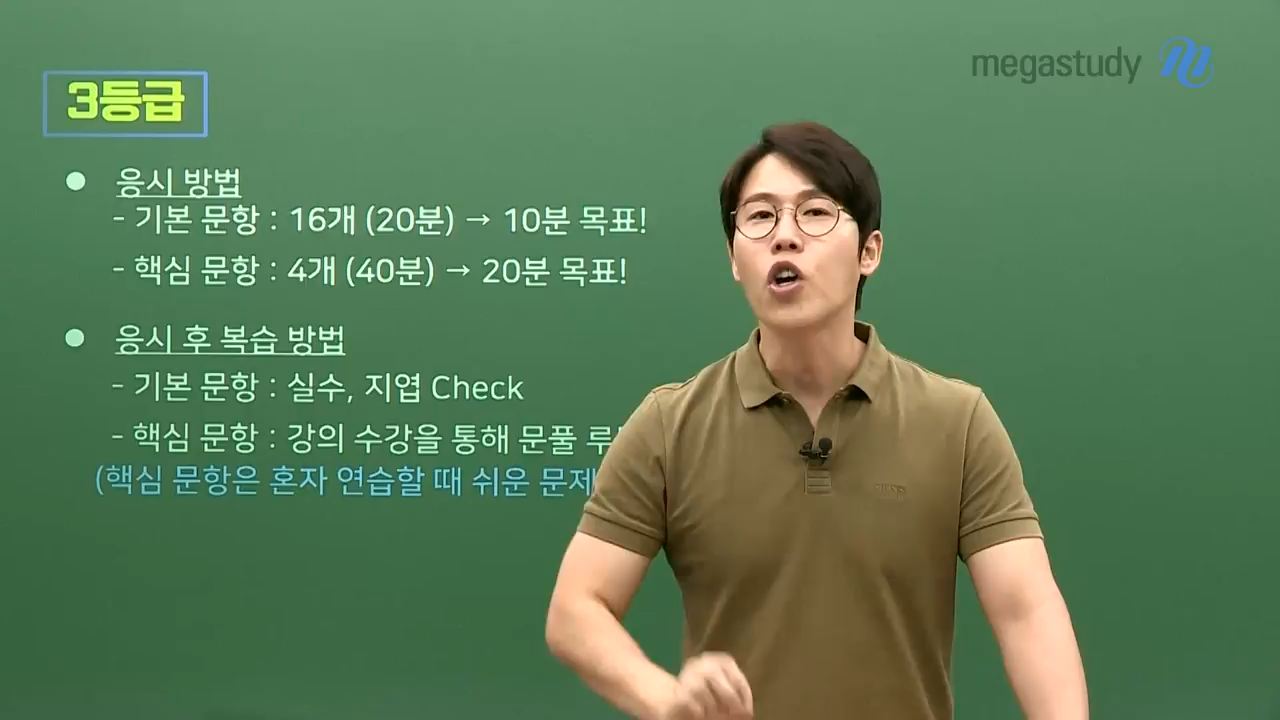 megastudy
3등급
● 응시 방법
- 기본 문항 : 16개 (20분) → 10분 목표!
- 핵심 문항 : 4개 (40분) → 20분 목표!
● 응시 후 복습 방법
- 기본 문항 : 실수, 지엽 Check
- 핵심 문항 : 강의 수강을 통해 문풀
(핵심 문항은 혼자 연습할 때 쉬운 문제